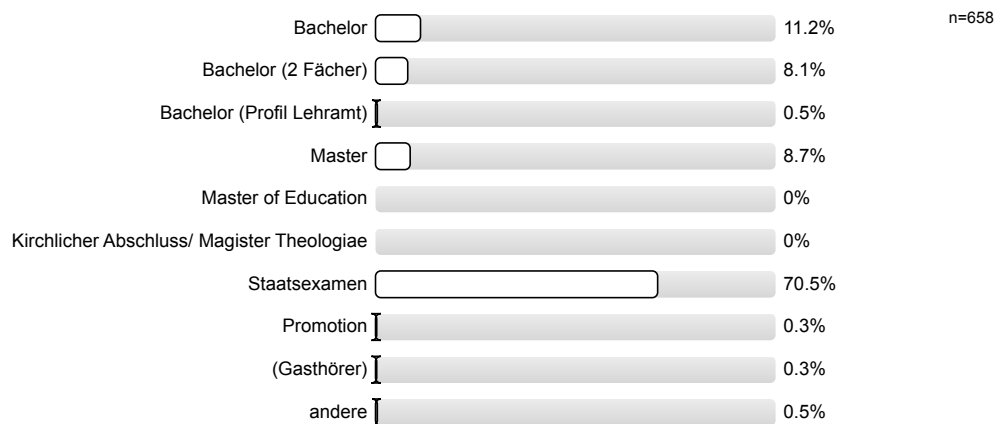 Bachelor 11.2% n=658
Bachelor (2 Fächer) 8.1%
Bachelor (Profil Lehramt) 0.5%
Master 8.7%
Master of Education 0%
Kirchlicher Abschluss/ Magister Theologiae 0%
Staatsexamen 70.5%
Promotion 0.3%
(Gasthörer) 0.3%
andere 0.5%